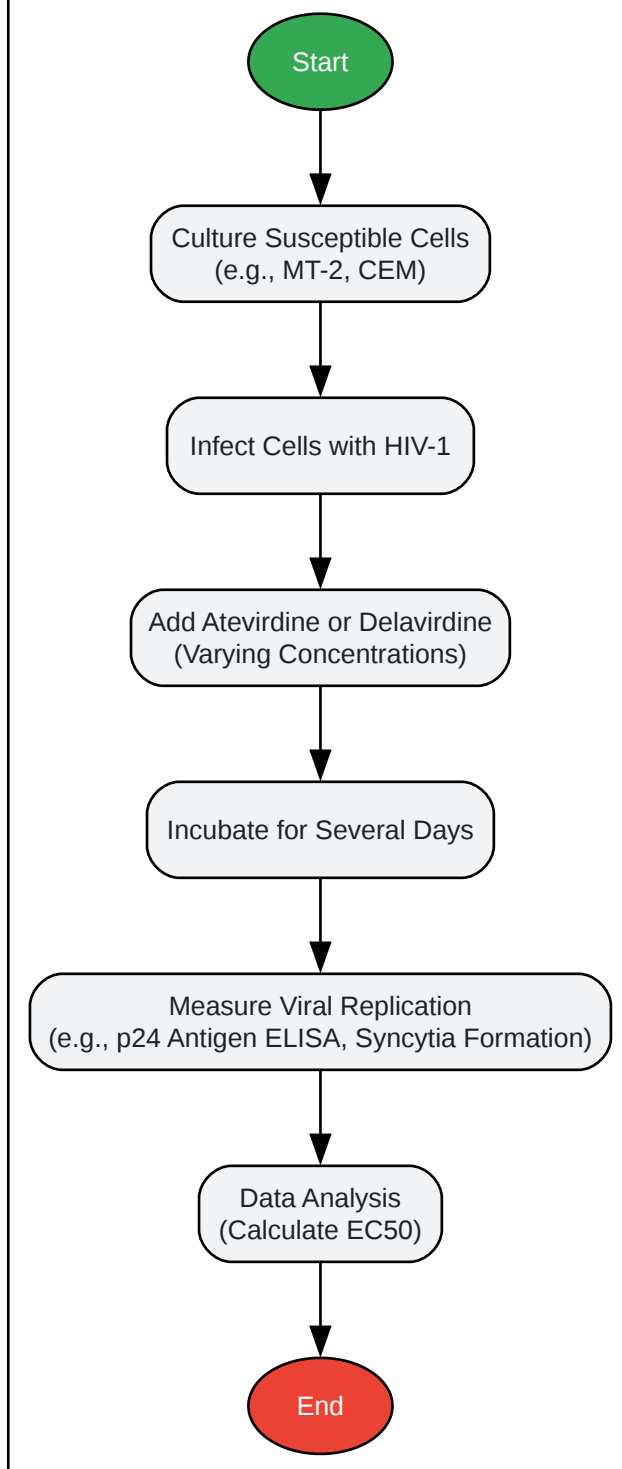 Start
Culture Susceptible Cells
(e.g., MT-2, CEM)
Infect Cells with HIV-1
Add Atevirdine or Delavirdine
(Varying Concentrations)
Incubate for Several Days
Measure Viral Replication
(e.g., p24 Antigen ELISA, Syncytia Formation)
Data Analysis
(Calculate EC50)
End